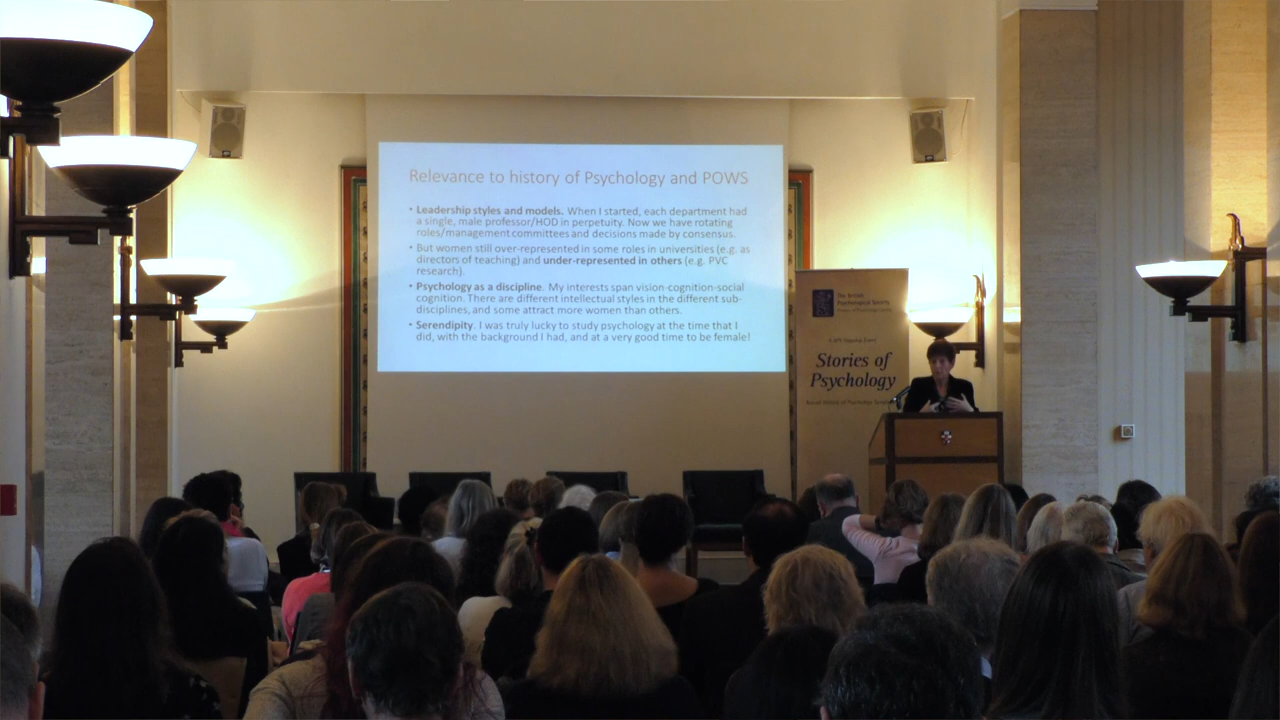 Relevance to history of Psychology and POWS
• Leadership styles and models. When I started, each department had
a single, male professor/HOD in perpetuity. Now we have rotating
roles/management committees and decisions made by consensus.
• But women still over-represented in some roles in universities (e.g. as
directors of teaching) and under-represented in others (e.g. PVC
research).
• Psychology as a discipline. My interests span vision-cognition-social
cognition. There are different intellectual styles in the different sub-
disciplines, and some attract more women than others.
• Serendipity. I was truly lucky to study psychology at the time that I
did, with the background I had, and at a very good time to be female!
The British
Psychological Society
Stories of
Psychology